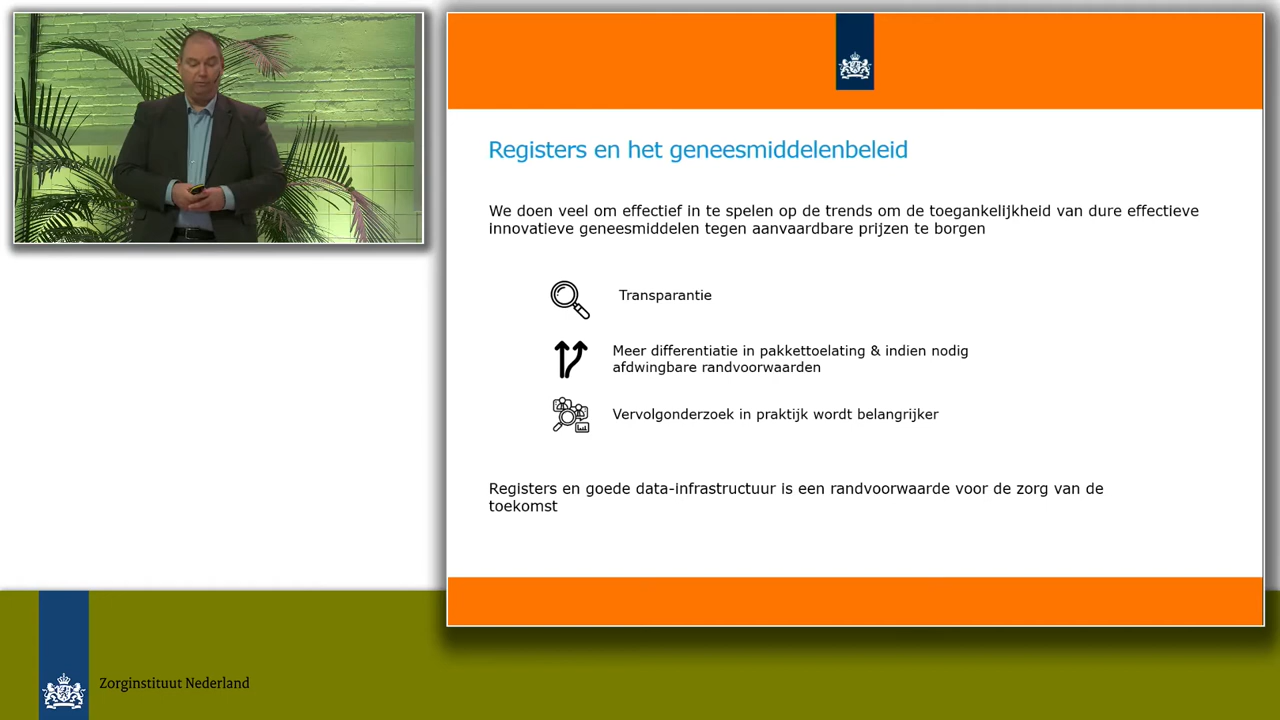 Registers en het geneesmiddelenbeleid
We doen veel om effectief in te spelen op de trends om de toegankelijkheid van dure effectieve
innovatieve geneesmiddelen tegen aanvaardbare prijzen te borgen
Transparantie
Meer differentiatie in pakkettoelating & indien nodig
afdwingbare randvoorwaarden
Vervolgonderzoek in praktijk wordt belangrijker
Registers en goede data-infrastructuur is een randvoorwaarde voor de zorg van de
toekomst
Zorginstituut Nederland